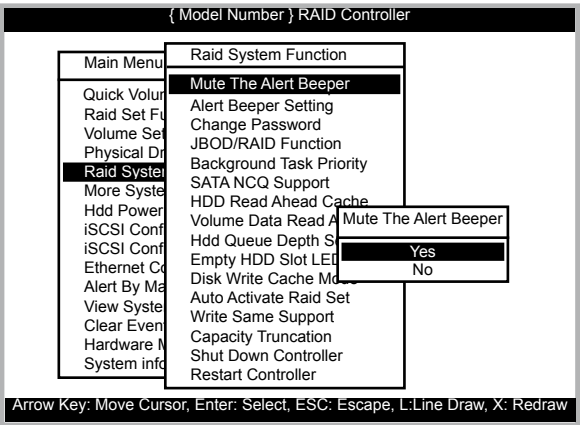 { Model Number } RAID Controller
Main Menu
Quick Volu
Raid Set Fu
Volume Set
Physical Dr
Raid Syste
More Syste
Hdd Power
iSCSI Conf
iSCSI Conf
Ethernet Co
Alert By Ma
View Syste
Clear Even
Hardware M
System info
Raid System Function
Mute The Alert Beeper
Alert Beeper Setting
Change Password
JBOD/RAID Function
Background Task Priority
SATA NCQ Support
HDD Read Ahead Cache
Volume Data Read A
Hdd Queue Depth S
Empty HDD Slot LED
Disk Write Cache Mode
Auto Activate Raid Set
Write Same Support
Capacity Truncation
Shut Down Controller
Restart Controller
Mute The Alert Beeper
Yes
No
Arrow Key: Move Cursor, Enter: Select, ESC: Escape, L:Line Draw, X: Redraw